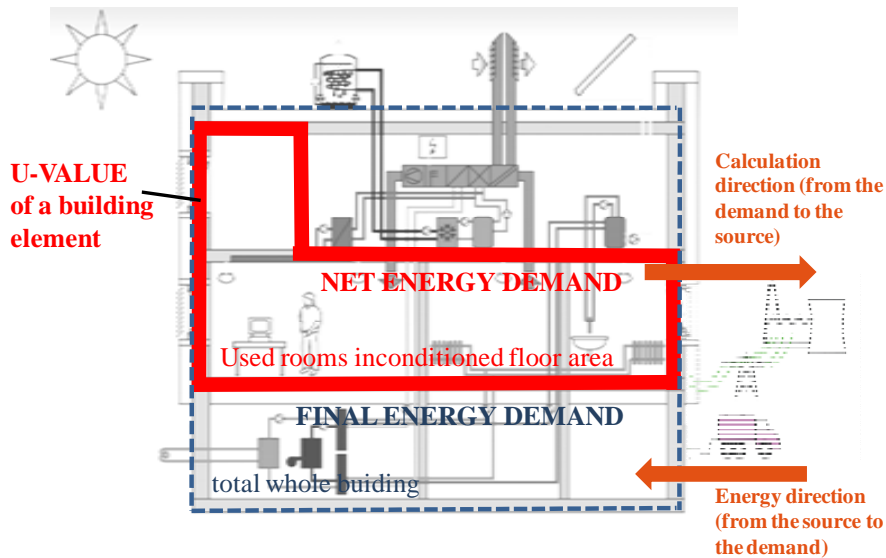 U-VALUE
of a building
element
Calculation
direction (from the
demand to the
source)
NET ENERGY DEMAND
Used rooms inconditioned floor area
FINAL ENERGY DEMAND
total whole buiding
Energy direction
(from the source to
the demand)